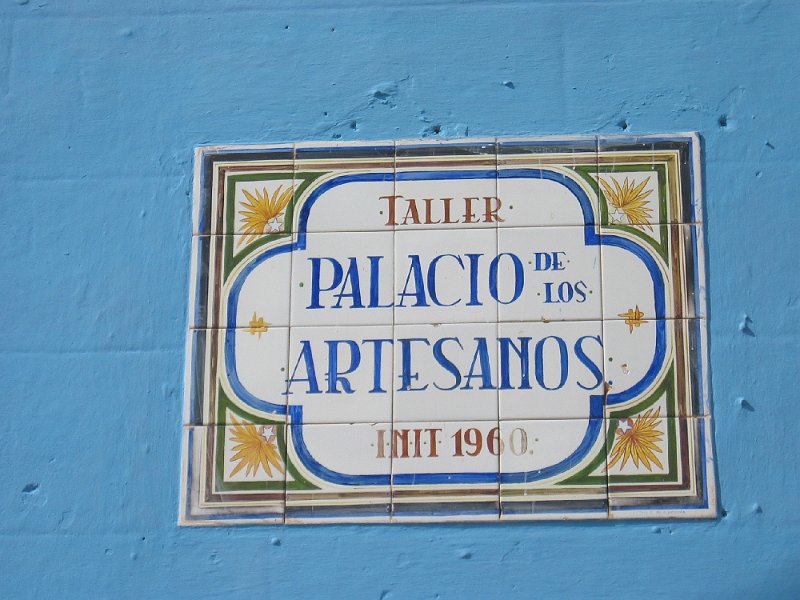 TALLER
PALACIO DE LOS
ARTESANOS.
INIT 1960.